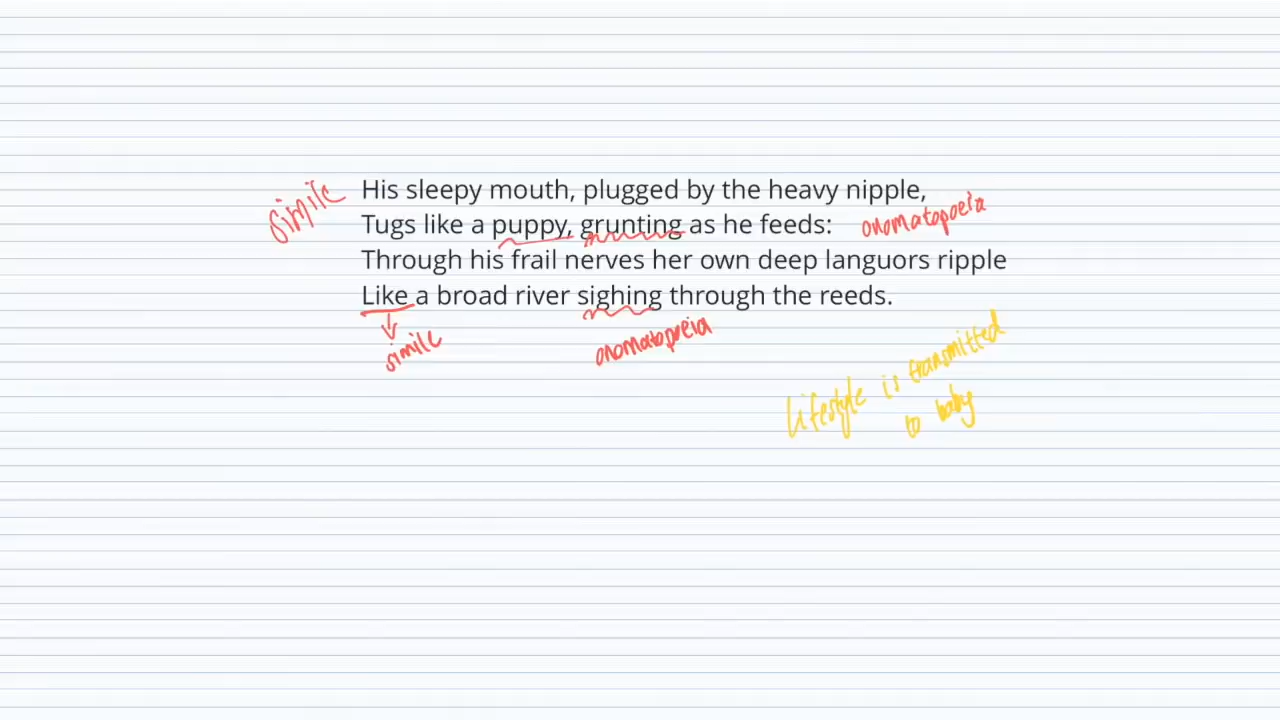 simile
His sleepy mouth, plugged by the heavy nipple,
Tugs like a puppy, grunting as he feeds:
onomatopoeia
Through his frail nerves her own deep languors ripple
Like a broad river sighing through the reeds.
simile
onomatopoeia
lifestyle is transmitted
to baby